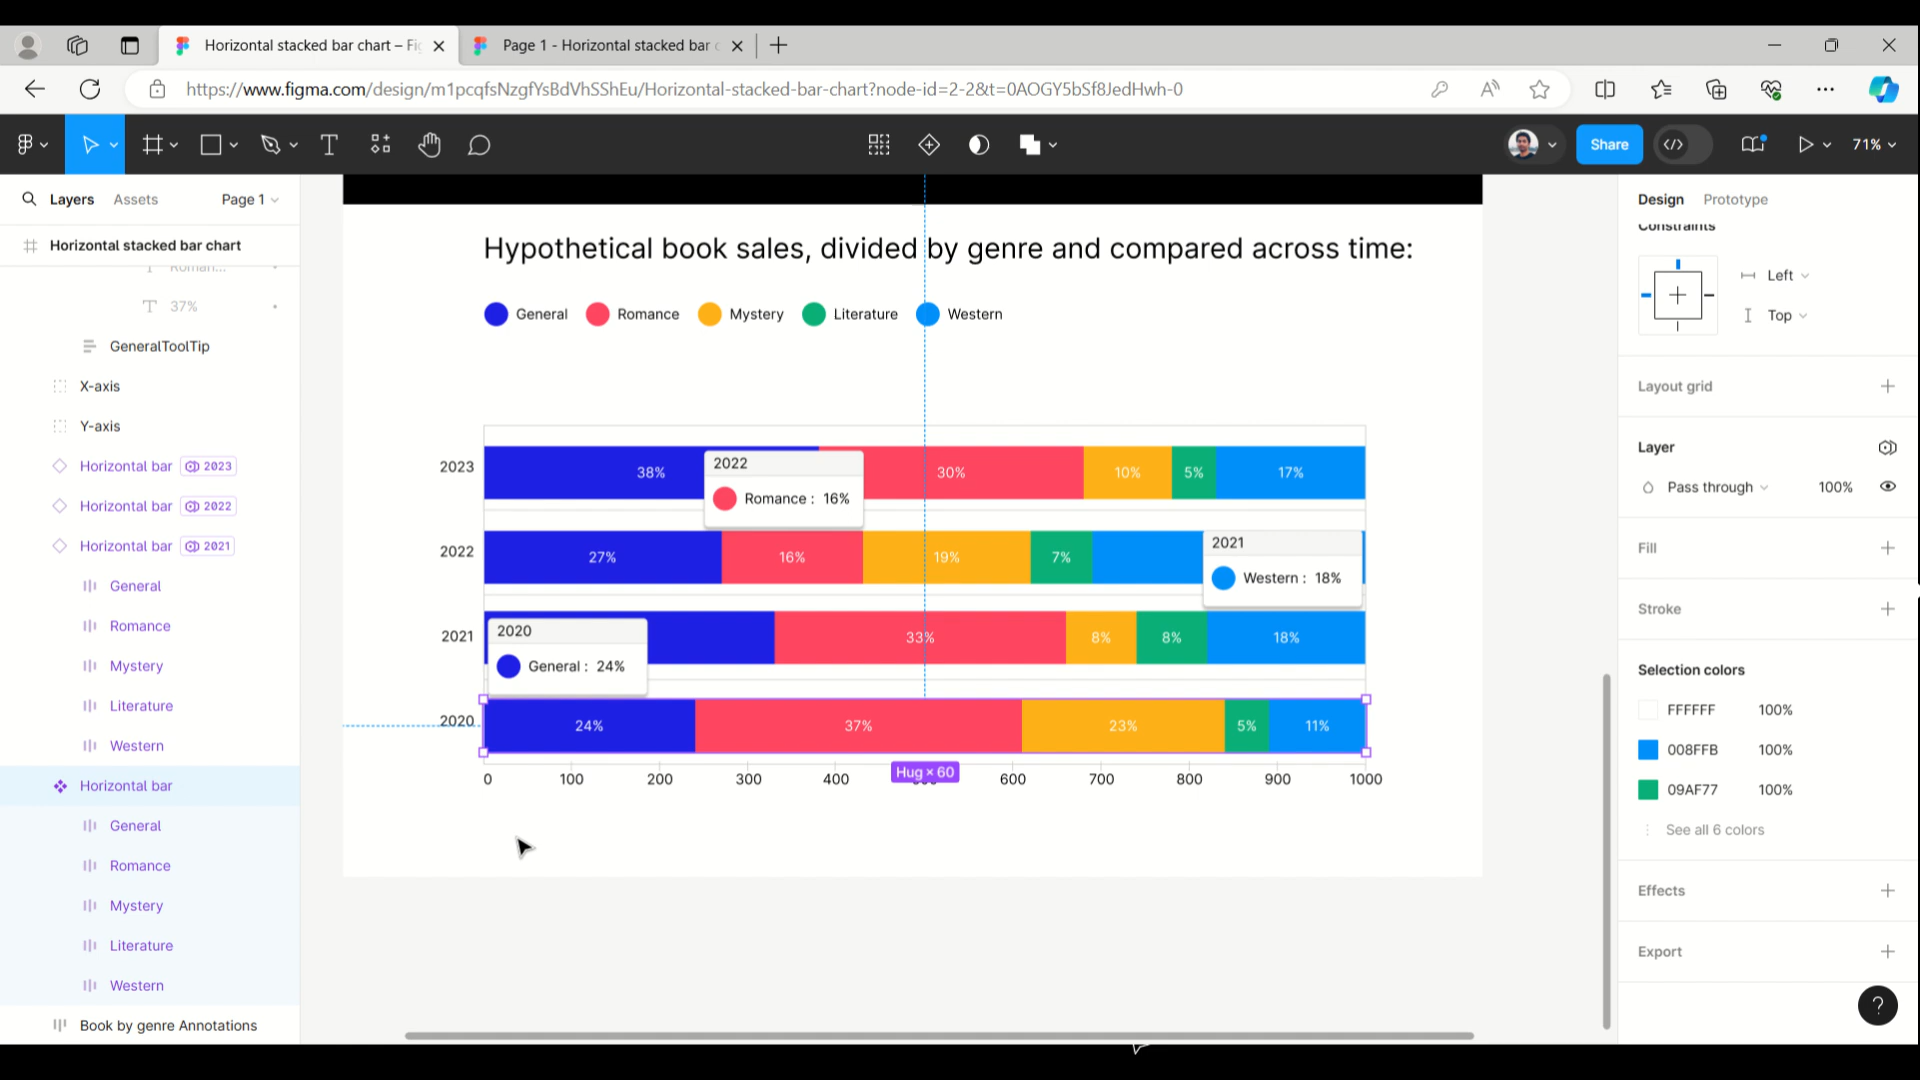 Horizontal stacked bar chart – Fi
Page 1 - Horizontal stacked bar c
https://www.figma.com/design/m1pcqfsNzgfYsBdVhSShEu/Horizontal-stacked-bar-chart?node-id=2-2&t=0AOGY5bSf8JedHwh-0
Share
71%
Layers
Assets
Page 1
Horizontal stacked bar chart
Roman...
37%
GeneralToolTip
X-axis
Y-axis
Horizontal bar 2023
Horizontal bar 2022
Horizontal bar 2021
General
Romance
Mystery
Literature
Western
Horizontal bar
General
Romance
Mystery
Literature
Western
Book by genre Annotations
Hypothetical book sales, divided by genre and compared across time:
General Romance Mystery Literature Western
2023 38% 30% 10% 5% 17%
2022
Romance : 16%
2022 27% 16% 19% 7%
2021
Western : 18%
2021 33% 8% 8% 18%
2020
General : 24%
2020 24% 37% 23% 5% 11%
0 100 200 300 400 600 700 800 900 1000
Hug × 60
Design
Prototype
Constraints
Left
Top
Layout grid
Layer
Pass through 100%
Fill
Stroke
Selection colors
FFFFFF 100%
008FFB 100%
09AF77 100%
See all 6 colors
Effects
Export
?